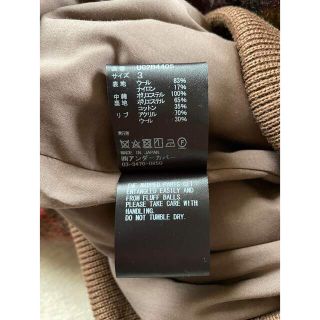 品番 UC2B4405
サイズ 3
表地 ウール 83%
ナイロン 17%
中綿 ポリエステル 100%
裏地 ポリエステル 65%
コットン 35%
リブ アクリル 70%
ウール 30%
MADE IN JAPAN
㈱アンダーカバー
03-3479-0850
TANGLED EASILY AND
FROM FLUFF BALLS.
PLEASE TAKE CARE WITH
HANDLING.
DO NOT TUMBLE DRY.